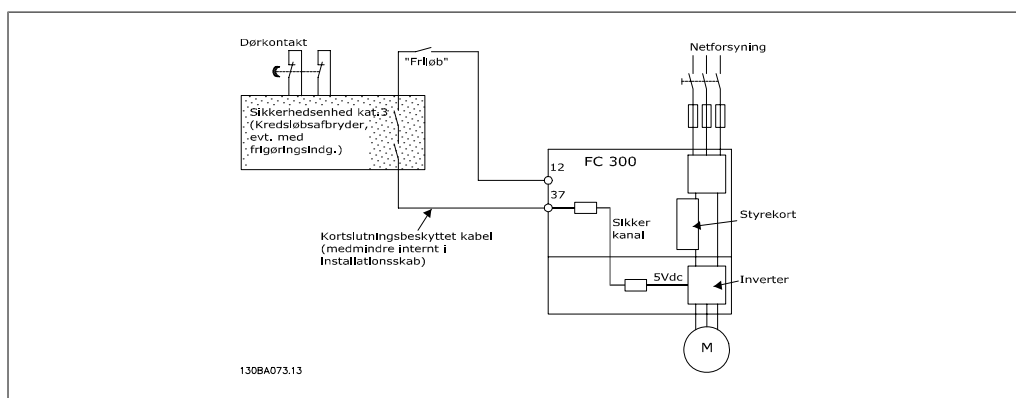 Dørkontakt
"Friløb"
Netforsyning
Sikkerhedsenhed kat.3
(Kredsløbsafbryder,
evt. med
frigøringsindg.)
12
FC 300
37
Sikker
kanal
Styrekort
Kortslutningsbeskyttet kabel
(medmindre internt i
installationsskab)
5Vdc
Inverter
M
130BA073.13